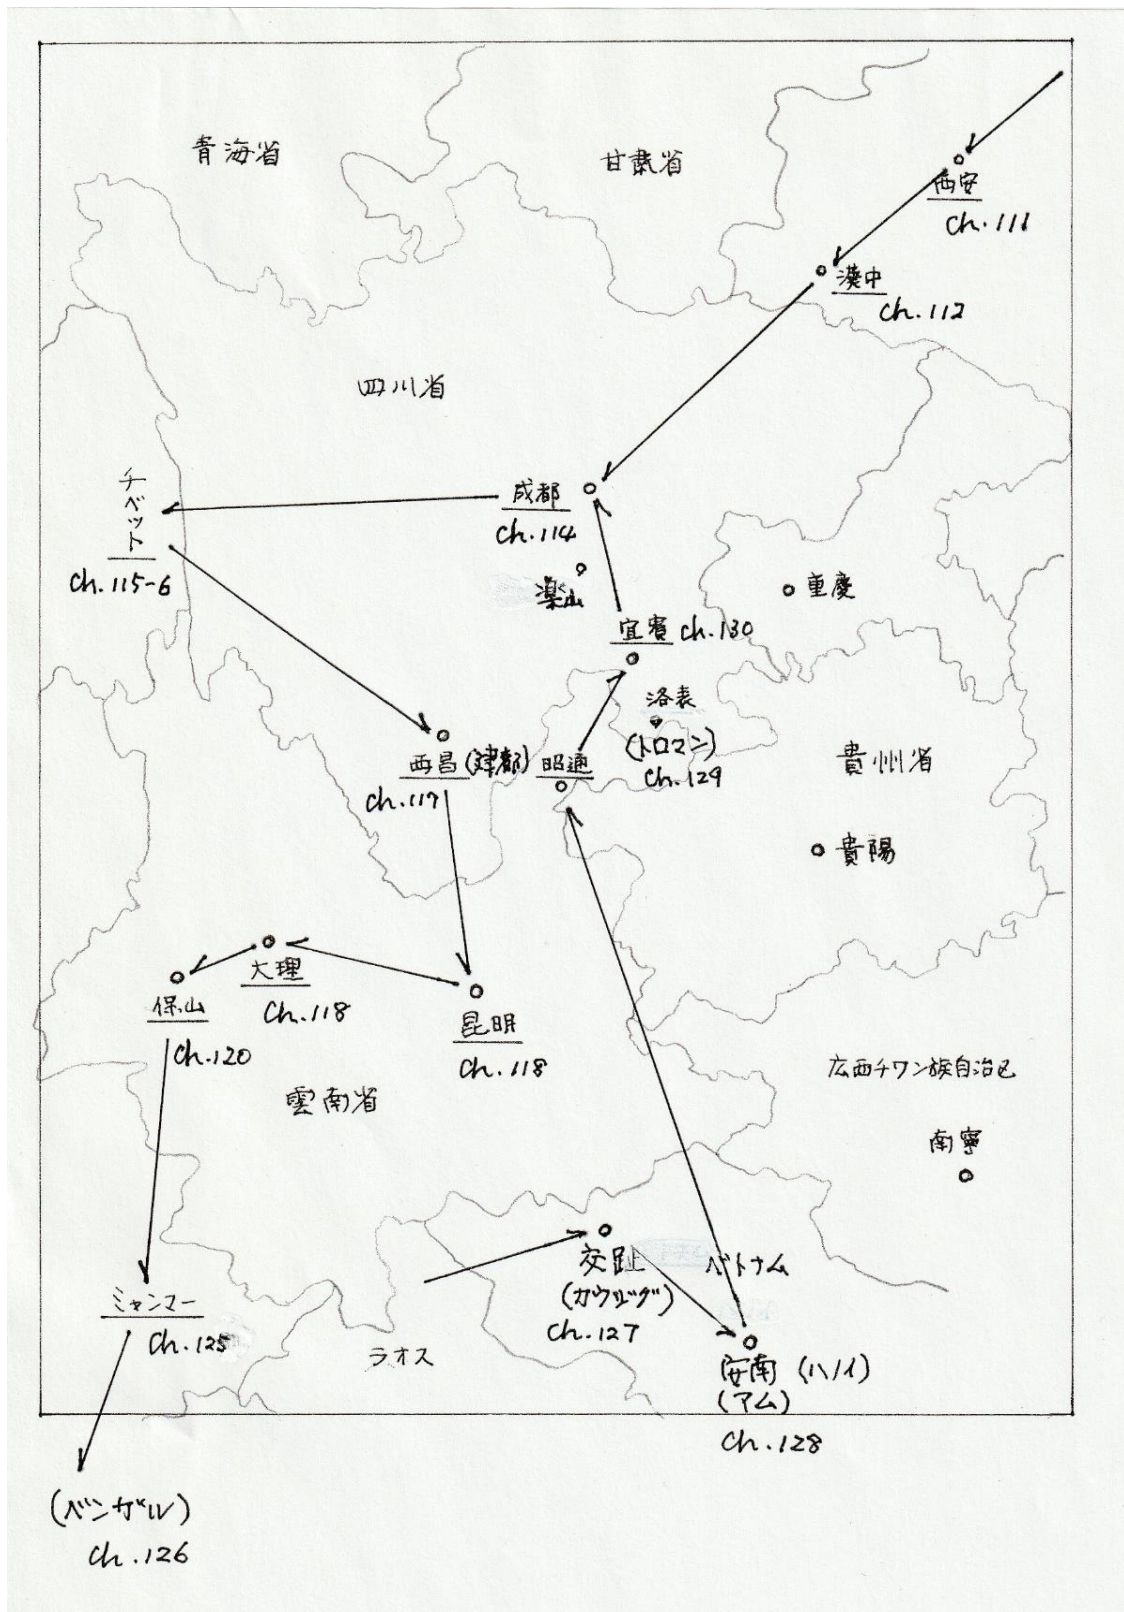 青海省
甘粛省
西安
ch.111
漢中
ch.112
四川省
チベット
ch.115-6
成都
ch.114
楽山
重慶
宜賓 ch.130
洛表
(トロマン)
ch.129
西昌(建都)
ch.117
昭通
貴州省
貴陽
大理
ch.118
保山
ch.120
昆明
ch.118
雲南省
広西チワン族自治区
南寧
交趾
(カウジグ)
ch.127
ベトナム
ミャンマー
ch.125
ラオス
安南(ハノイ)
(アム)
ch.128
(ベンガル)
ch.126